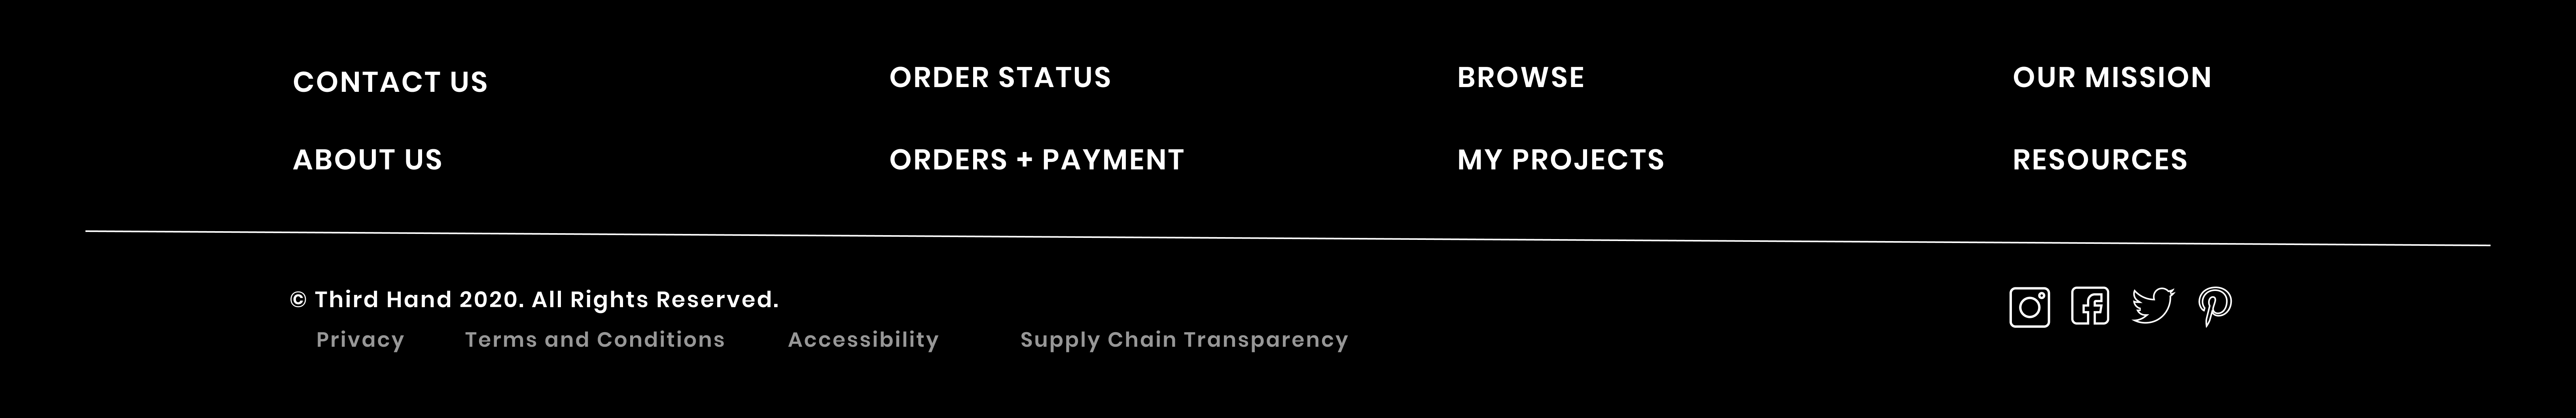 CONTACT US ORDER STATUS BROWSE OUR MISSION
ABOUT US ORDERS + PAYMENT MY PROJECTS RESOURCES
© Third Hand 2020. All Rights Reserved.
Privacy Terms and Conditions Accessibility Supply Chain Transparency